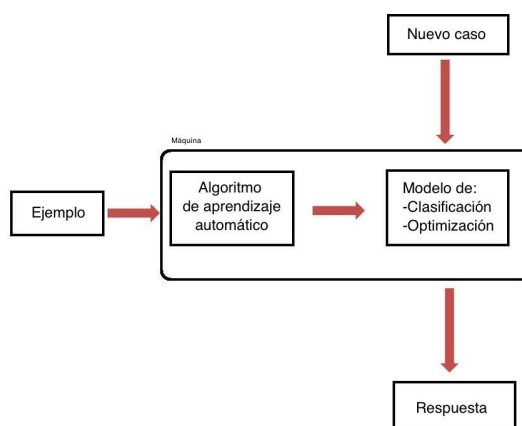 Nuevo caso
Máquina
Ejemplo
Algoritmo
de aprendizaje
automático
Modelo de:
-Clasificación
-Optimización
Respuesta